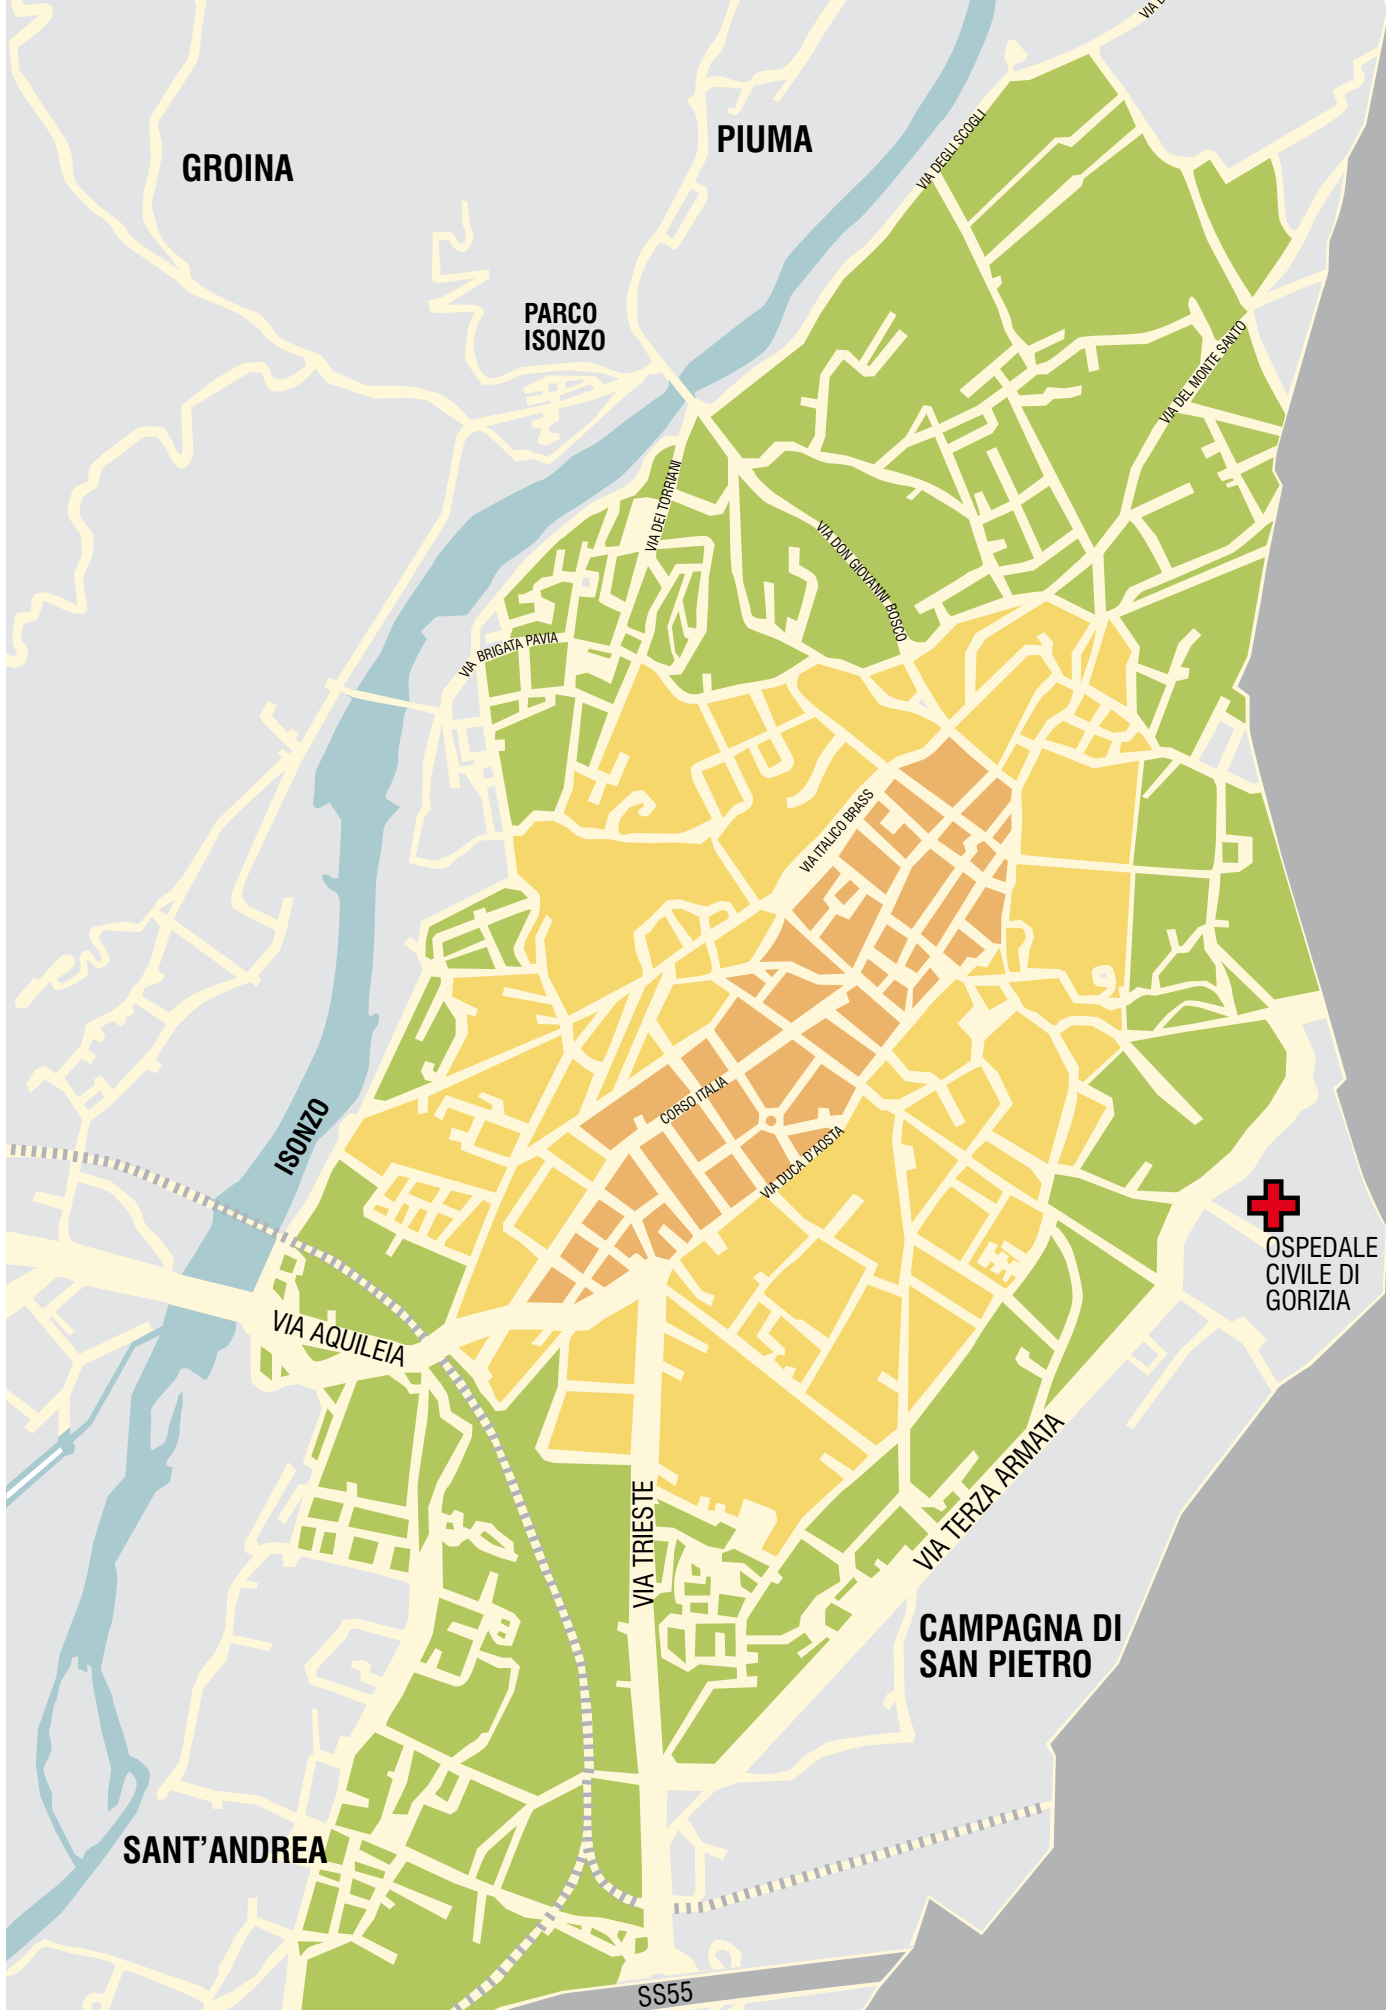 VIA D
PIUMA
GROINA
VIA DEGLI SCOGLI
PARCO
ISONZO
VIA DEL MONTE SANTO
VIA DEI TORRIANI
VIA DON GIOVANNI BOSCO
VIA BRIGATA PAVIA
VIA ITALICO BRASS
CORSO ITALIA
ISONZO
VIA DUCA D'AOSTA
OSPEDALE
CIVILE DI
GORIZIA
VIA AQUILEIA
VIA TERZA ARMATA
VIA TRIESTE
CAMPAGNA DI
SAN PIETRO
SANT'ANDREA
SS55